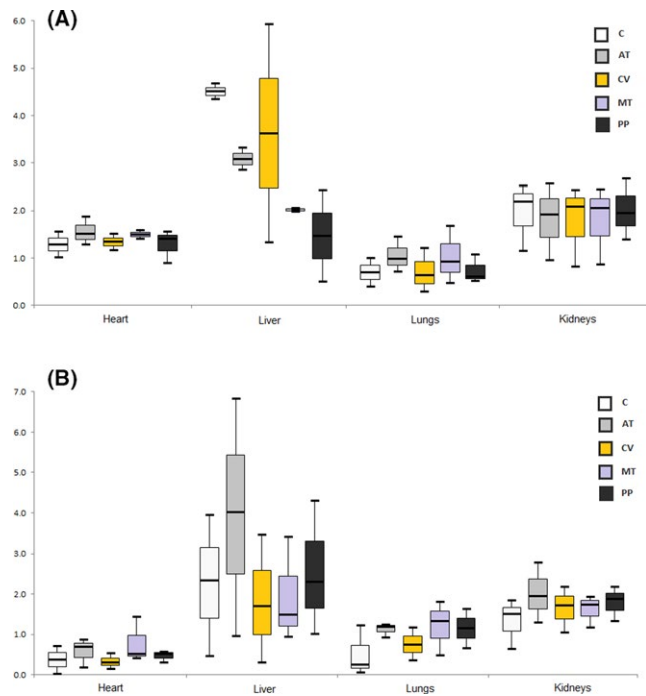 (A)
6.0
5.0
4.0
3.0
2.0
1.0
0.0
C
AT
CV
MT
PP
Heart Liver Lungs Kidneys
(B)
7.0
6.0
5.0
4.0
3.0
2.0
1.0
0.0
C
AT
CV
MT
PP
Heart Liver Lungs Kidneys